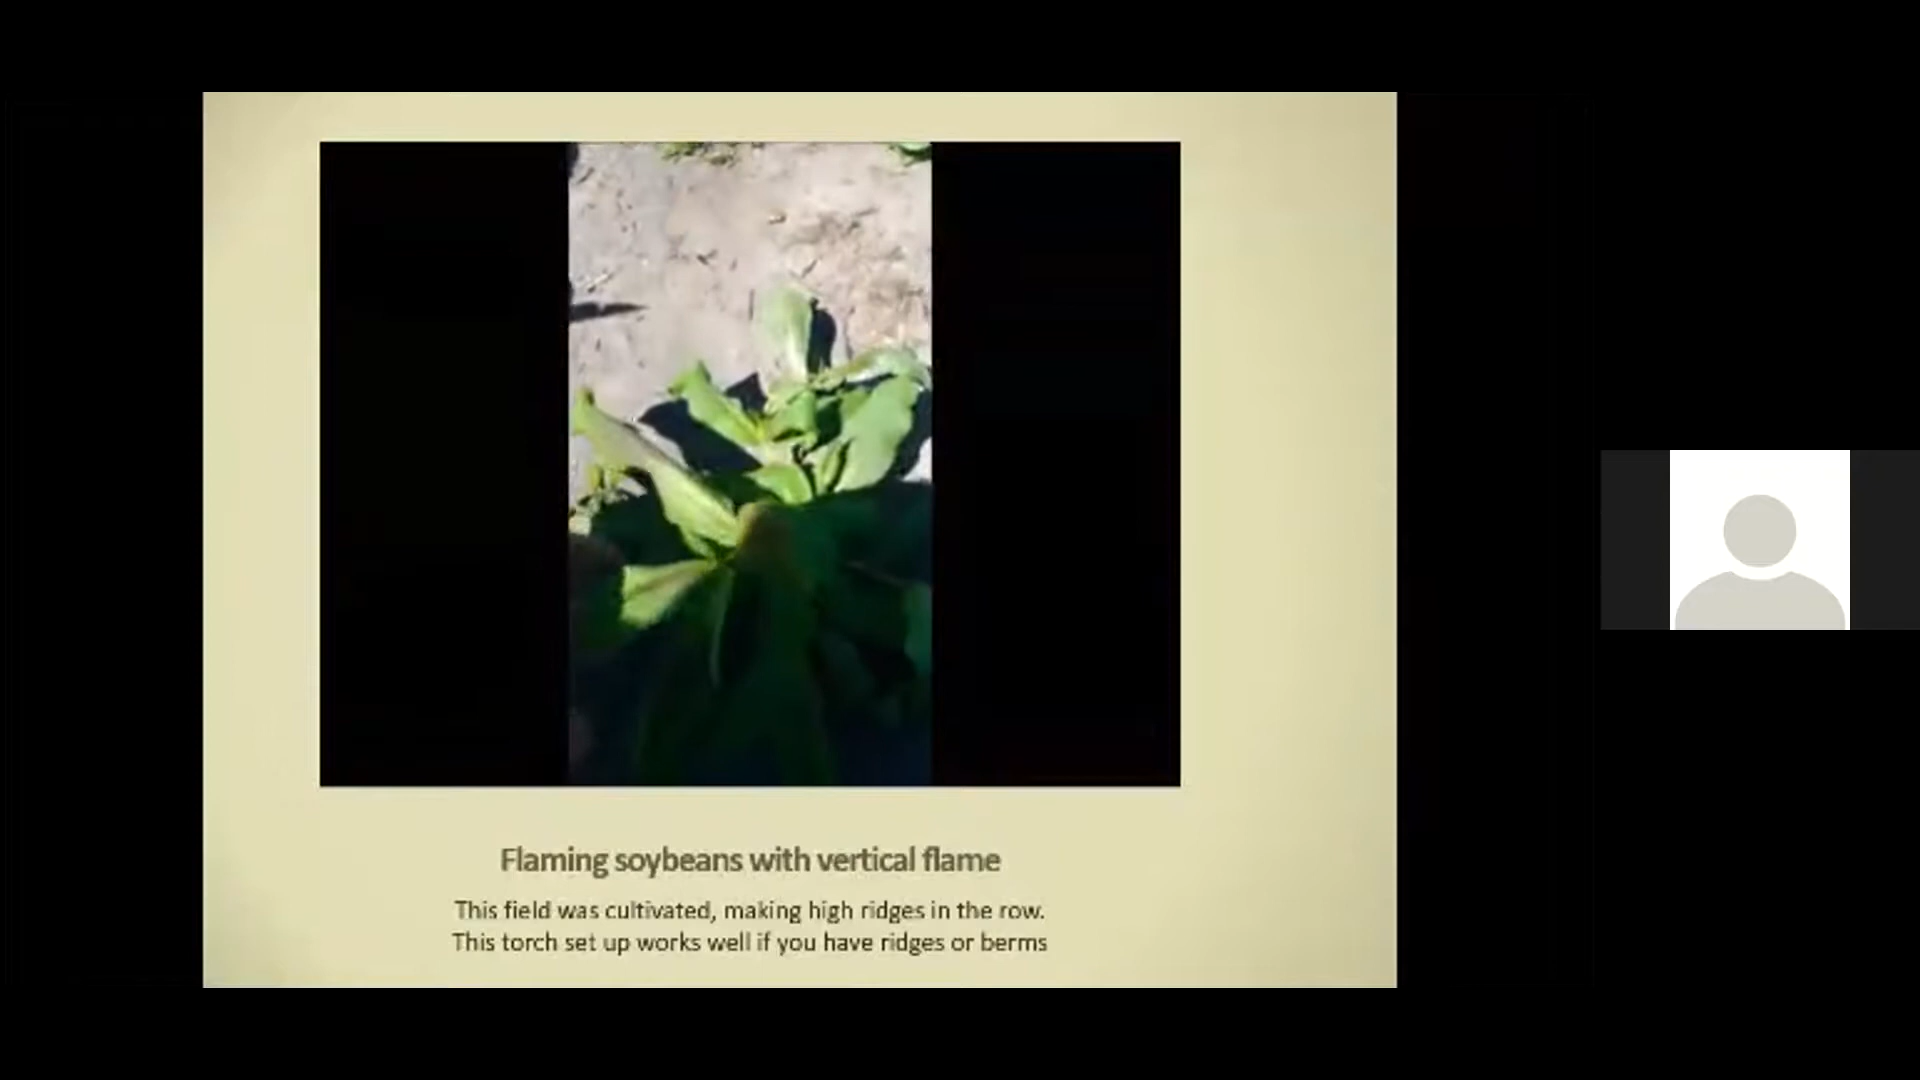 Flaming soybeans with vertical flame
This field was cultivated, making high ridges in the row.
This torch set up works well if you have ridges or berms